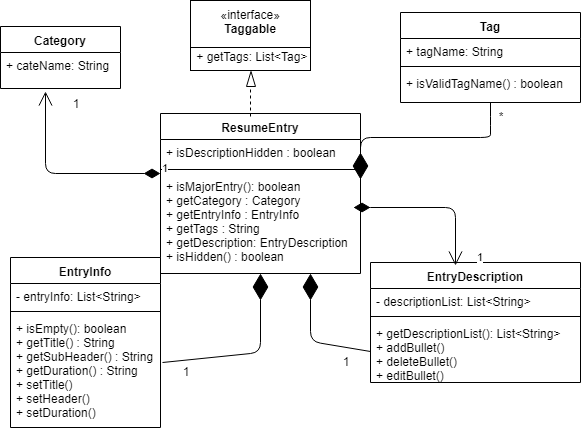 Category
+ cateName: String
1
«interface»
Taggable
+ getTags: List<Tag>
Tag
+ tagName: String
+ isValidTagName() : boolean
*
ResumeEntry
+ isDescriptionHidden : boolean
1
+ isMajorEntry(): boolean
+ getCategory : Category
+ getEntryInfo : EntryInfo
+ getTags : String
+ getDescription: EntryDescription
+ isHidden() : boolean
1
EntryInfo
- entryInfo: List<String>
+ isEmpty(): boolean
+ getTitle() : String
+ getSubHeader() : String
+ getDuration() : String
+ setTitle()
+ setHeader()
+ setDuration()
1
1
EntryDescription
- descriptionList: List<String>
+ getDescriptionList(): List<String>
+ addBullet()
+ deleteBullet()
+ editBullet()